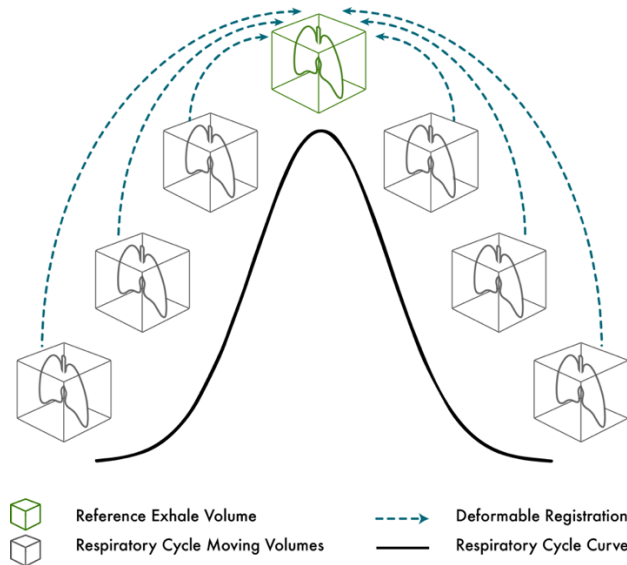 Reference Exhale Volume
Deformable Registration
Respiratory Cycle Moving Volumes
Respiratory Cycle Curve